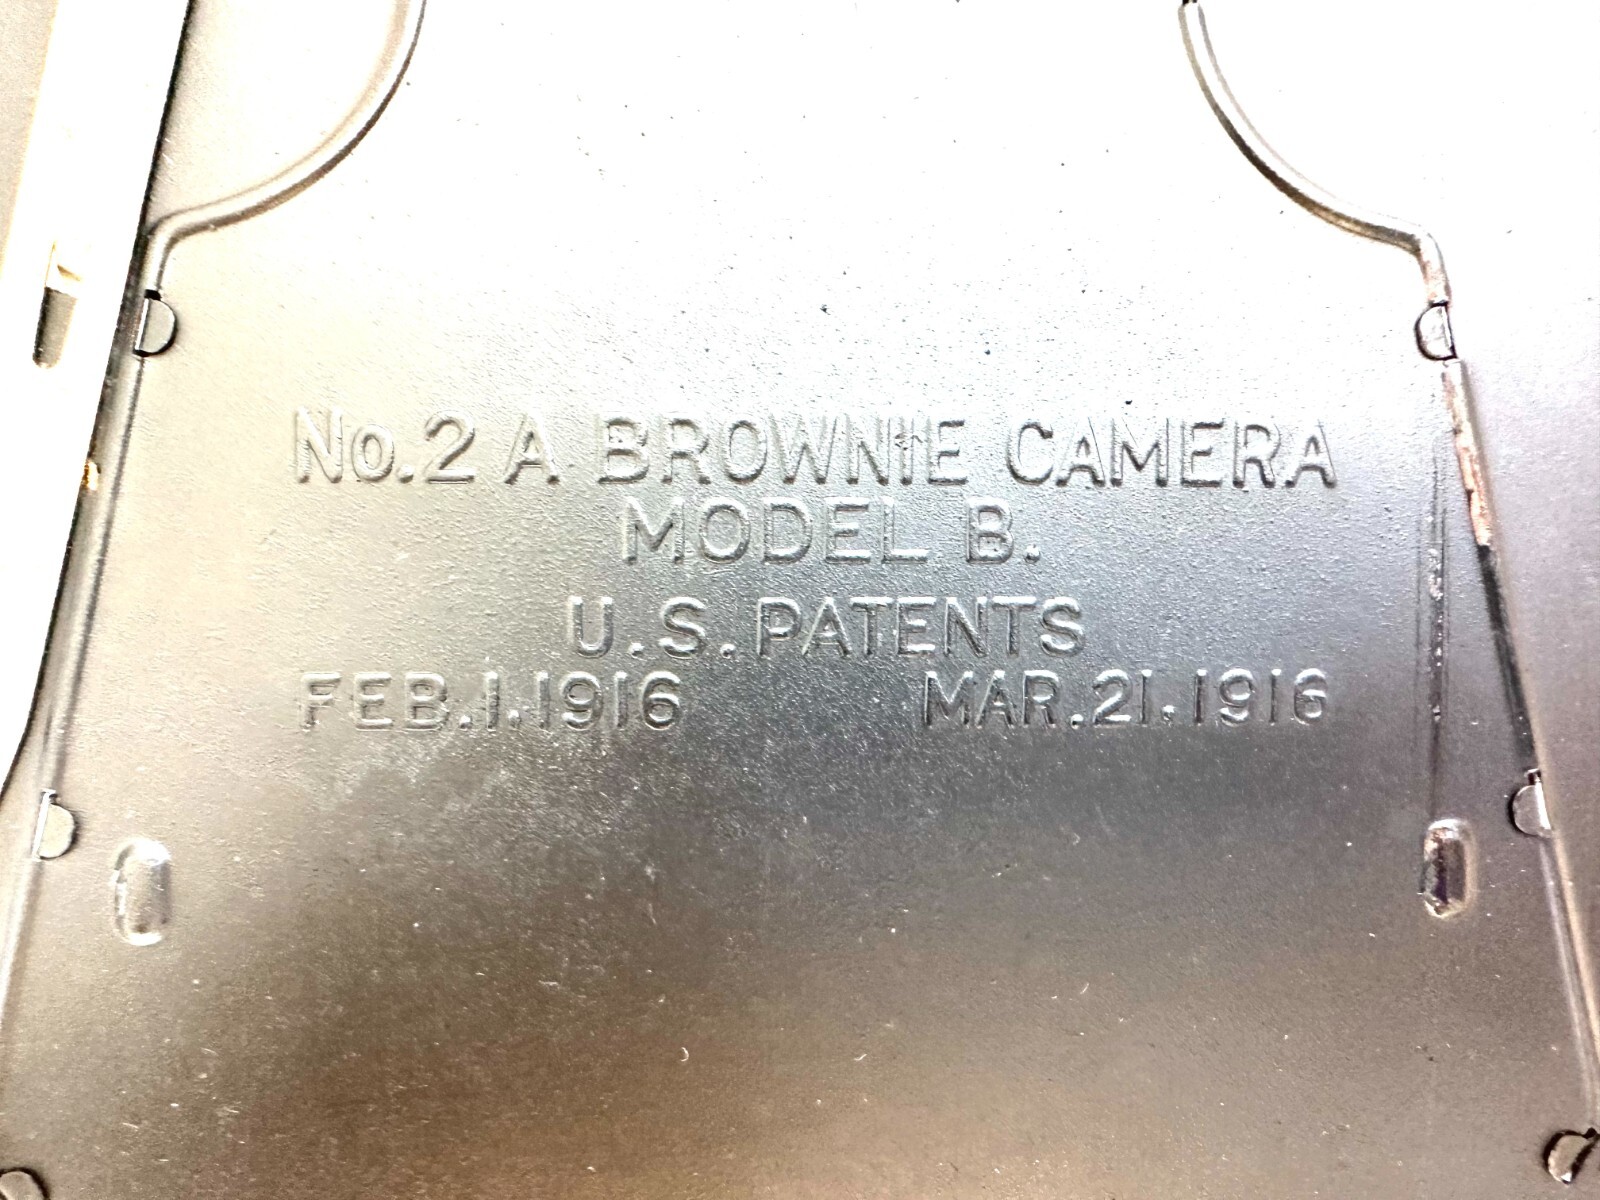 No. 2 A BROWNIE CAMERA
MODEL B.
U.S. PATENTS
FEB.1.1916 MAR.21.1916